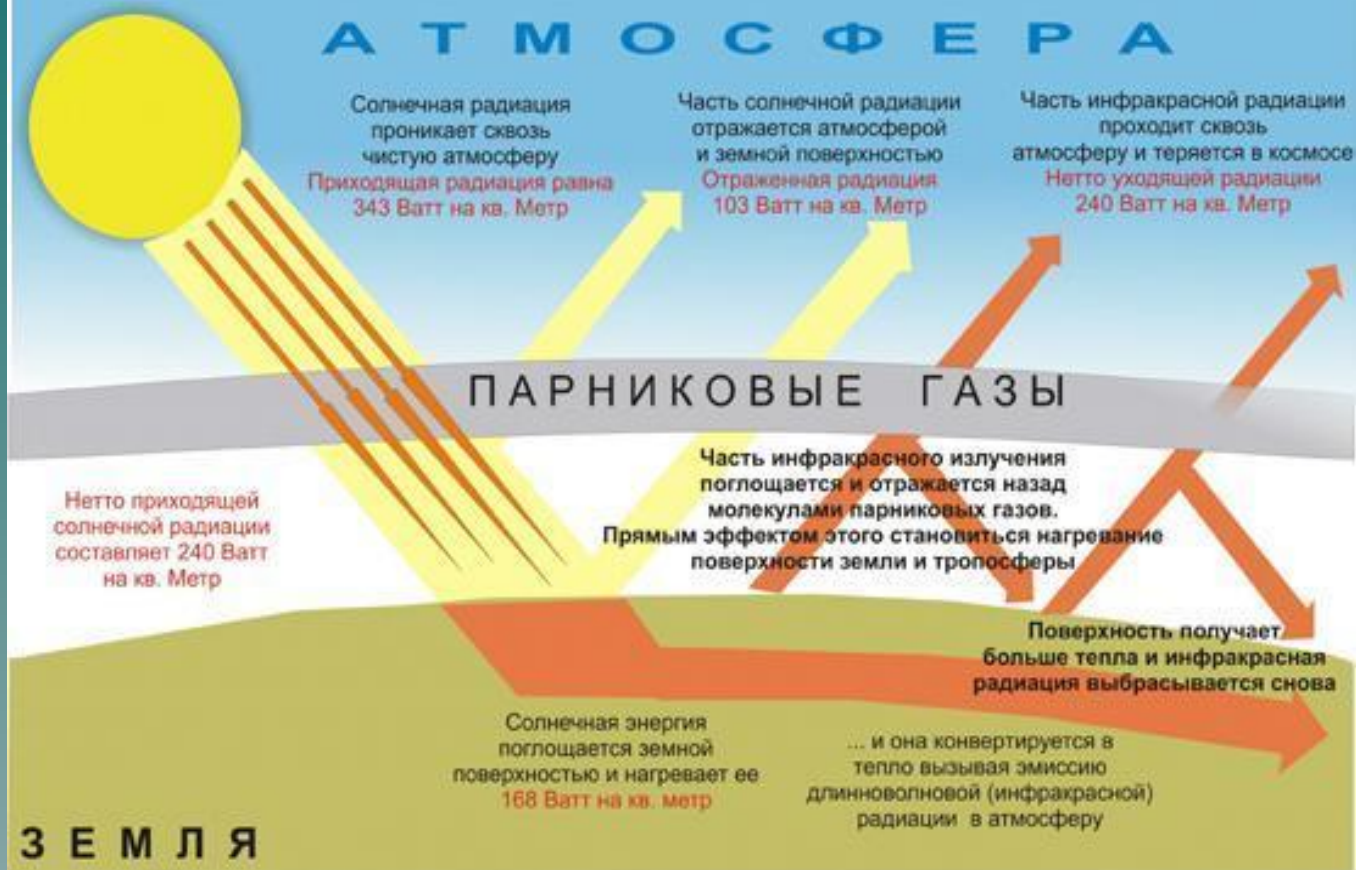 А Т М О С Ф Е Р А
Солнечная радиация
проникает сквозь
чистую атмосферу
Приходящая радиация равна
343 Ватт на кв. Метр
Часть солнечной радиации
отражается атмосферой
и земной поверхностью
Отраженная радиация
103 Ватт на кв. Метр
Часть инфракрасной радиации
проходит сквозь
атмосферу и теряется в космосе
Нетто уходящей радиации
240 Ватт на кв. Метр
ПАРНИКОВЫЕ ГАЗЫ
Нетто приходящей
солнечной радиации
составляет 240 Ватт
на кв. Метр
Часть инфракрасного излучения
поглощается и отражается назад
молекулами парниковых газов.
Прямым эффектом этого становиться нагревание
поверхности земли и тропосферы
Поверхность получает
больше тепла и инфракрасная
радиация выбрасывается снова
Солнечная энергия
поглощается земной
поверхностью и нагревает ее
168 Ватт на кв. метр
... и она конвертируется в
тепло вызывая эмиссию
длинноволновой (инфракрасной)
радиации в атмосферу
З Е М Л Я